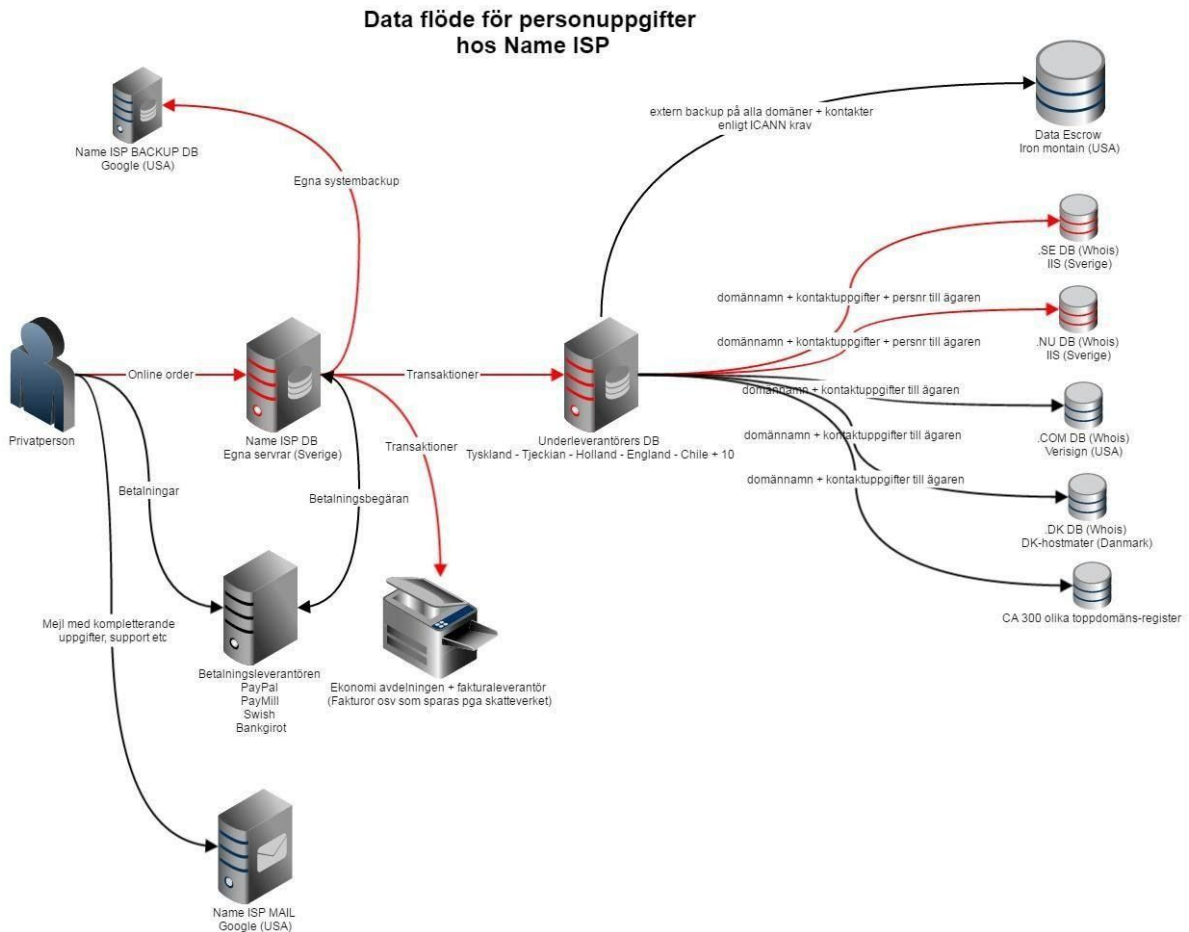 Data flöde för personuppgifter
hos Name ISP
Name ISP BACKUP DB
Google (USA)
Egna systembackup
extern backup på alla domäner + kontakter
enligt ICANN krav
Data Escrow
Iron montain (USA)
.SE DB (Whois)
IIS (Sverige)
domännamn + kontaktuppgifter + persnr till ägaren
.NU DB (Whois)
IIS (Sverige)
domännamn + kontaktuppgifter + persnr till ägaren
Privatperson
Online order
Name ISP DB
Egna servrar (Sverige)
Transaktioner
Transaktioner
Underleverantörers DB
Tyskland - Tjeckian - Holland - England - Chile + 10
domännamn + kontaktuppgifter till ägaren
.COM DB (Whois)
Verisign (USA)
domännamn + kontaktuppgifter till ägaren
.DK DB (Whois)
DK-hostmater (Danmark)
domännamn + kontaktuppgifter till ägaren
CA 300 olika toppdomäns-register
Betalningar
Betalningsbegäran
Mejl med kompletterande
uppgifter, support etc
Betalningsleverantören
PayPal
PayMill
Swish
Bankgirot
Ekonomi avdelningen + fakturaleverantör
(Fakturor osv som sparas pga skatteverket)
Name ISP MAIL
Google (USA)